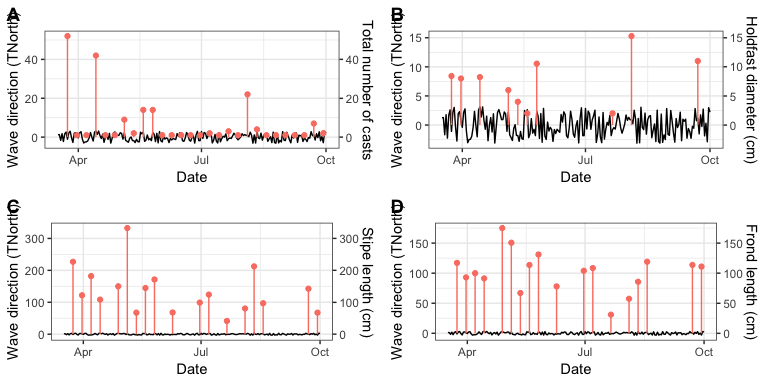 A
Wave direction (TNorth
40
20
0
40
20
0
Total number of casts
Apr
Jul
Oct
Date
B
Wave direction (TNorth
15
10
5
0
15
10
5
0
Holdfast diameter (cm)
Apr
Jul
Oct
Date
C
Wave direction (TNorth
300
200
100
0
300
200
100
0
Stipe length (cm)
Apr
Jul
Oct
Date
D
Wave direction (TNorth
150
100
50
0
150
100
50
0
Frond length (cm)
Apr
Jul
Oct
Date